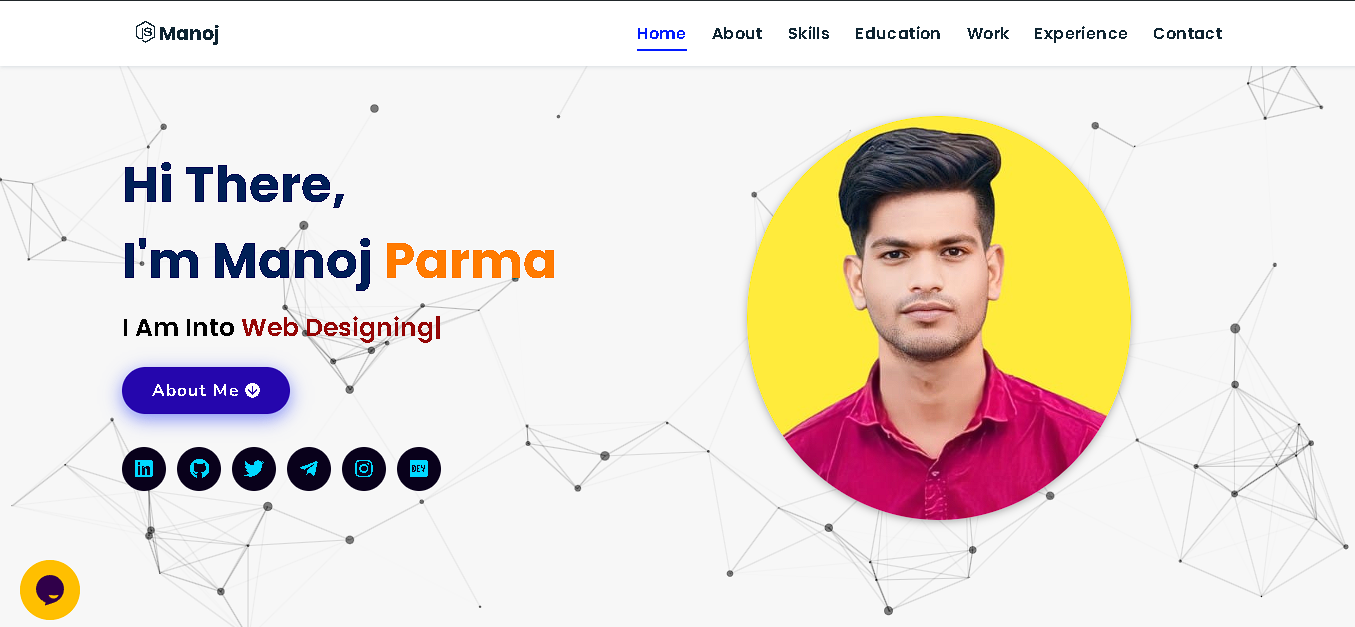 Manoj
Home About Skills Education Work Experience Contact
Hi There,
I'm Manoj Parma
I Am Into Web Designing|
About Me
in
DEV